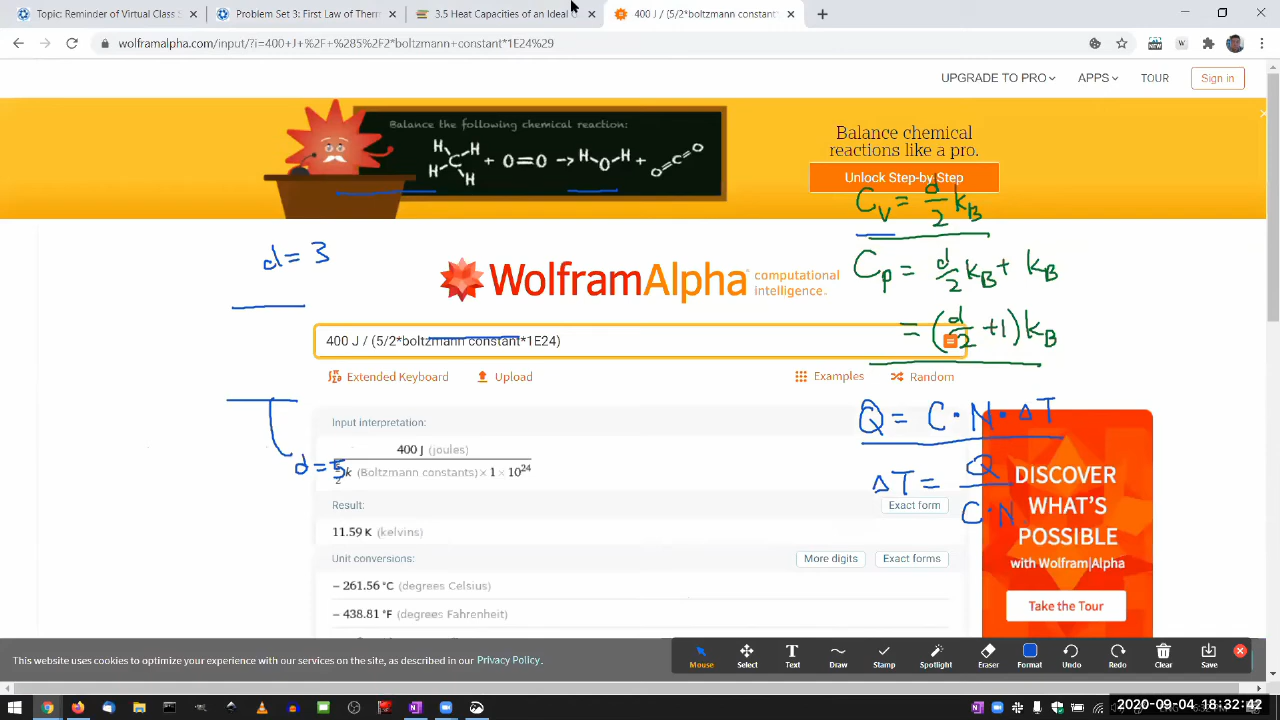 Topic: Reminder of Virtual Class S
Problem Set 3: First Law of Therm
3.5 Heat Capacities of an Ideal
400 J / (5/2*boltzmann constant*
wolframalpha.com/input/?i=400+J+%2F+%285%2F2*boltzmann+constant*1E24%29
UPGRADE TO PRO
APPS
TOUR
Sign in
Balance the following chemical reaction:
H H C H H + O=O → H O H + O=C=O
Balance chemical
reactions like a pro.
Unlock Step-by Step
C_V = d/2 k_B
d = 3
C_P = d/2 k_B + k_B
= (d/2 + 1) k_B
WolframAlpha computational
intelligence™
400 J / (5/2*boltzmann constant*1E24)
Extended Keyboard
Upload
Examples
Random
Q = C · N · ΔT
Input interpretation:
400 J (joules)
k (Boltzmann constants) × 1 × 10^24
d = 5
ΔT = Q / C·N
Result:
Exact form
11.59 K (kelvins)
Unit conversions:
More digits
Exact forms
−261.56 °C (degrees Celsius)
−438.81 °F (degrees Fahrenheit)
DISCOVER
WHAT'S
POSSIBLE
with Wolfram|Alpha
Take the Tour
This website uses cookies to optimize your experience with our services on the site, as described in our Privacy Policy.
Mouse Select Text Draw Stamp Spotlight Eraser Format Undo Redo Clear Save
2020-09-04 18:32:42